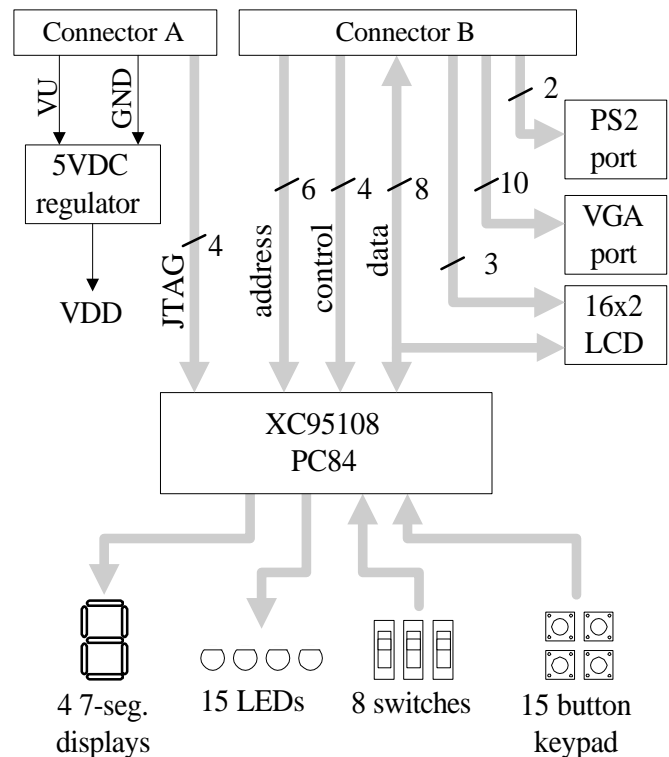 Connector A
Connector B
VU
GND
2
PS2
port
5VDC
regulator
6
4
8
10
VGA
port
4
JTAG
address
control
data
3
VDD
16x2
LCD
XC95108
PC84
4 7-seg.
displays
15 LEDs
8 switches
15 button
keypad